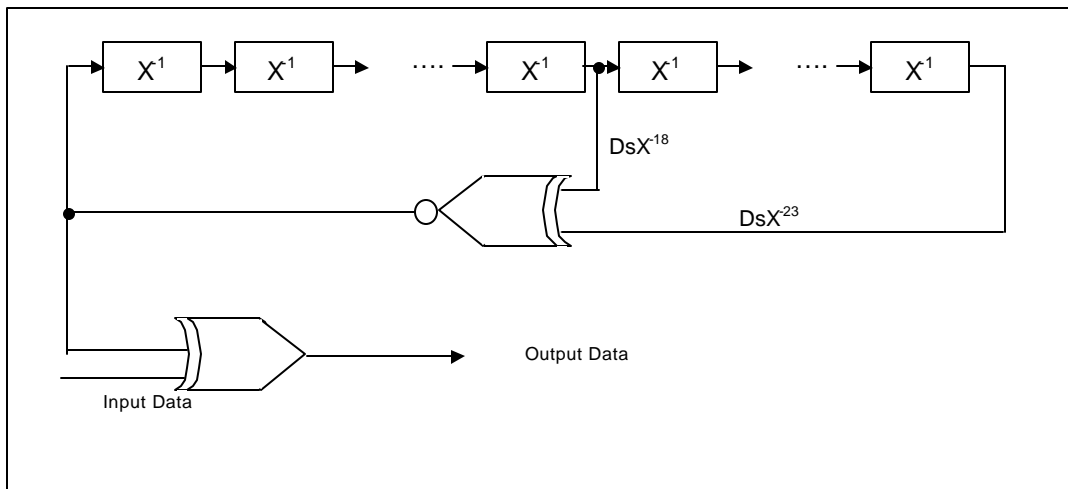 X⁻¹ X⁻¹ .... X⁻¹ X⁻¹ .... X⁻¹
DsX⁻¹⁸
DsX⁻²³
Output Data
Input Data